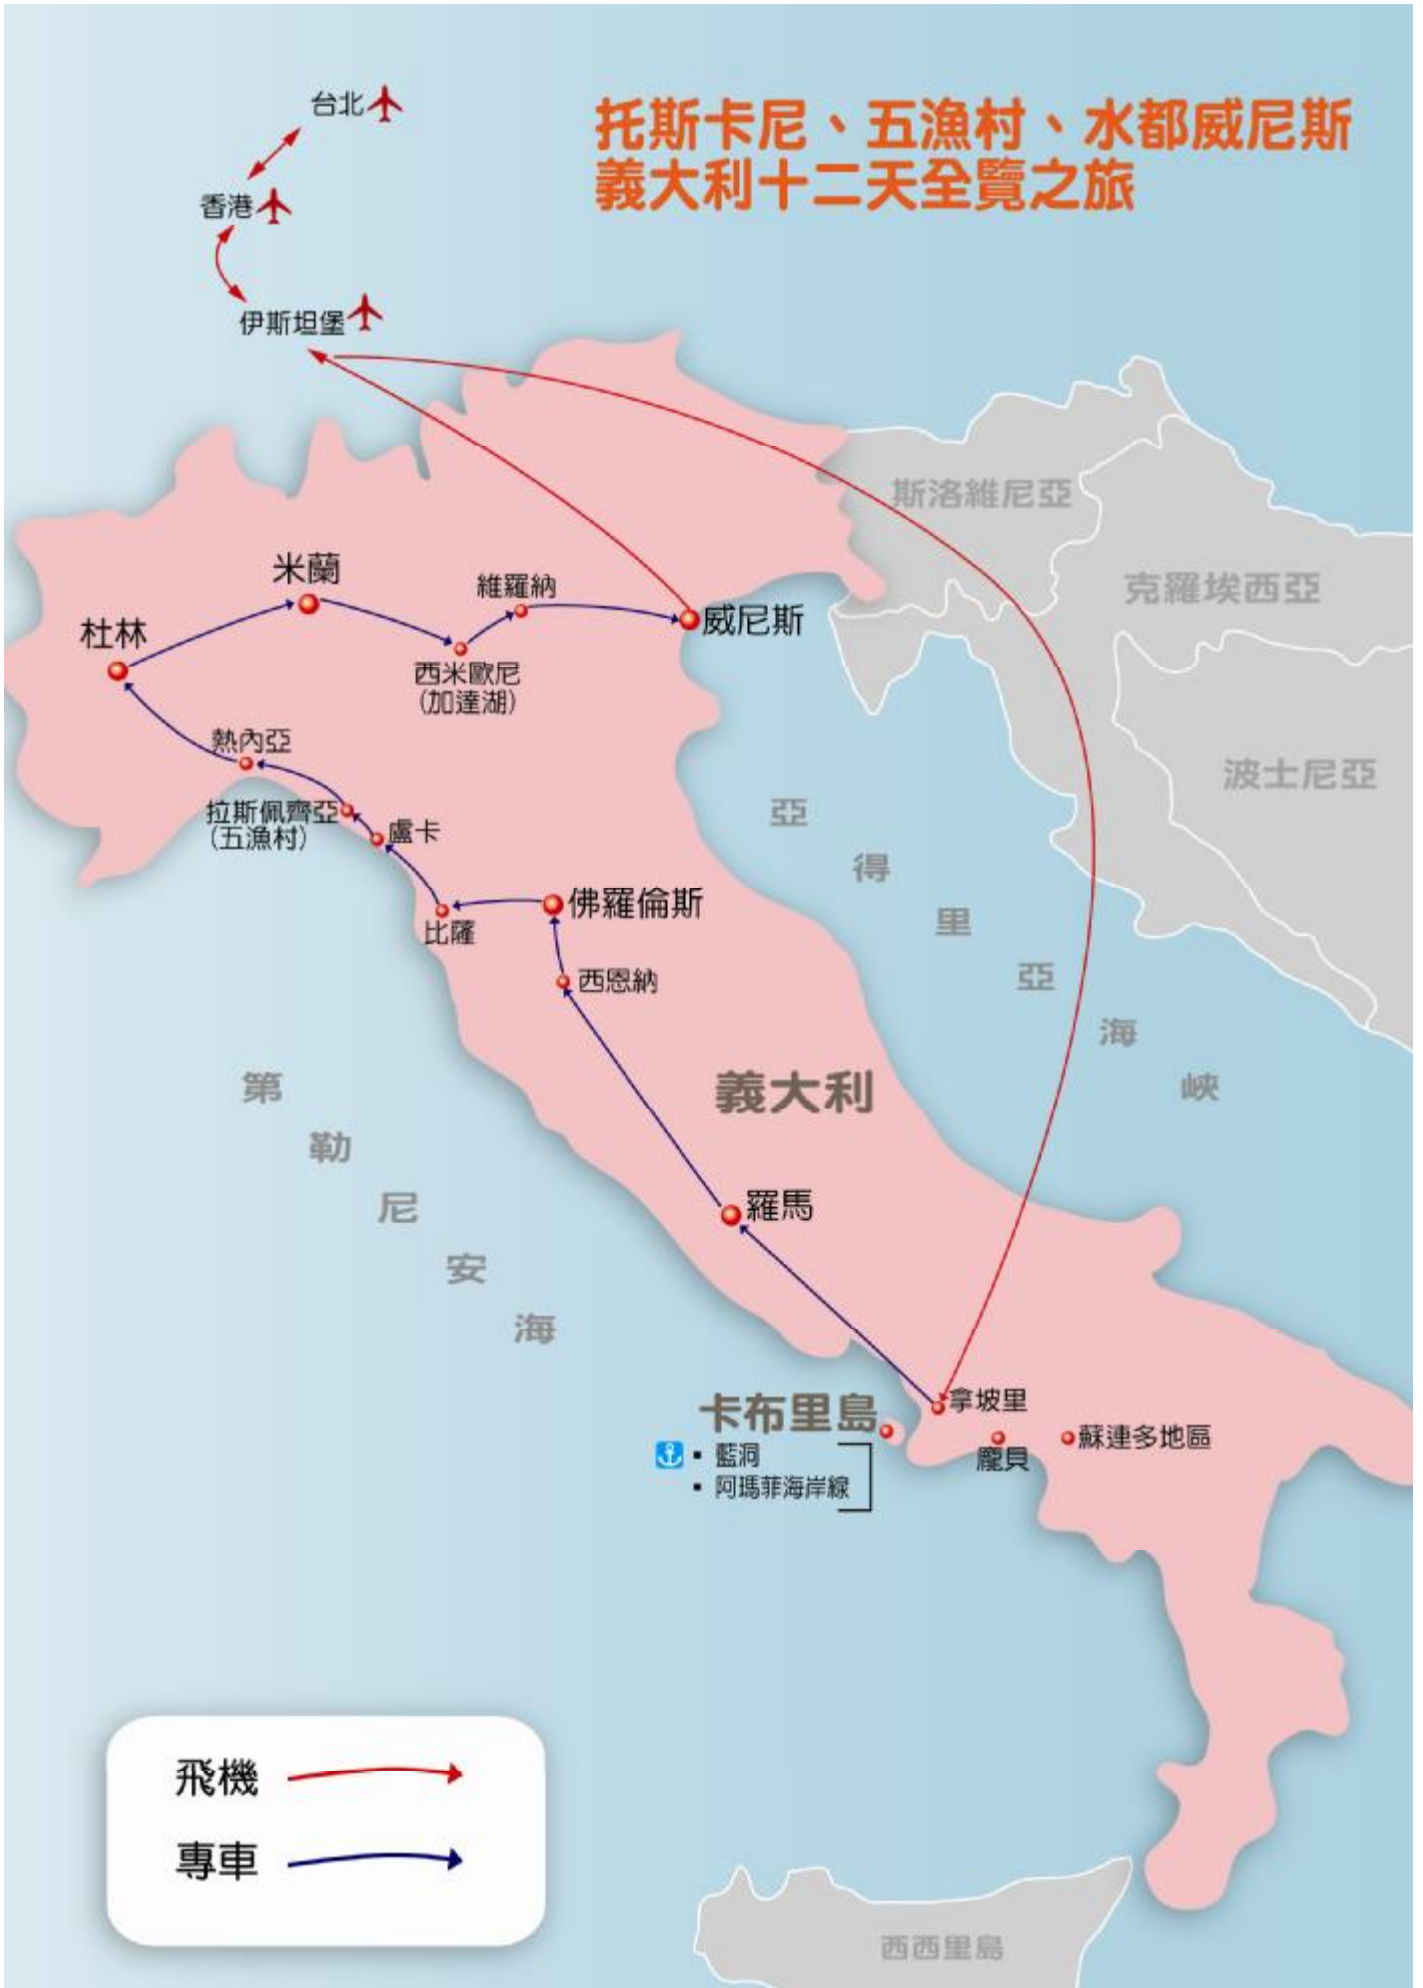 台北
托斯卡尼、五漁村、水都威尼斯
義大利十二天全覽之旅
香港
伊斯坦堡
斯洛維尼亞
克羅埃西亞
米蘭
維羅納
杜林
威尼斯
西米歐尼
(加達湖)
熱內亞
波士尼亞
拉斯佩齊亞
(五漁村)
盧卡
亞得里亞海峽
佛羅倫斯
比薩
西恩納
第勒尼安海
義大利
羅馬
卡布里島
拿坡里
龐貝
蘇連多地區
▪ 藍洞
▪ 阿瑪菲海岸線
飛機
專車
西西里島